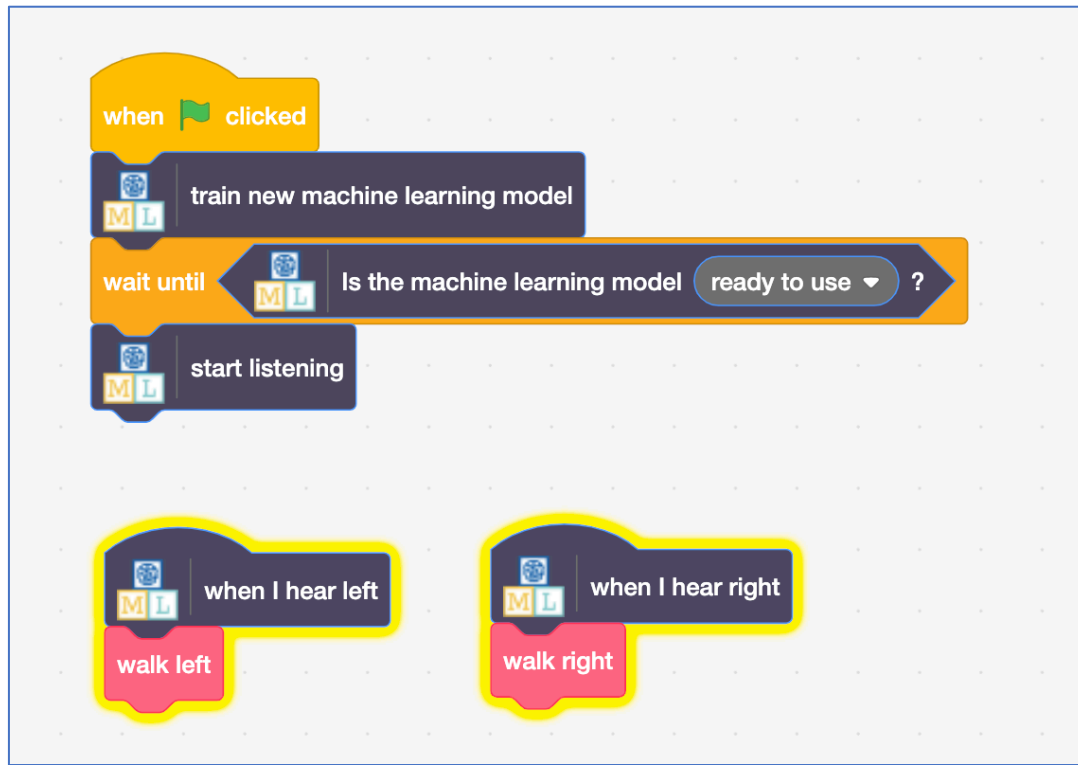 when clicked
M L train new machine learning model
wait until M L Is the machine learning model ready to use ?
M L start listening
M L when I hear left
walk left
M L when I hear right
walk right